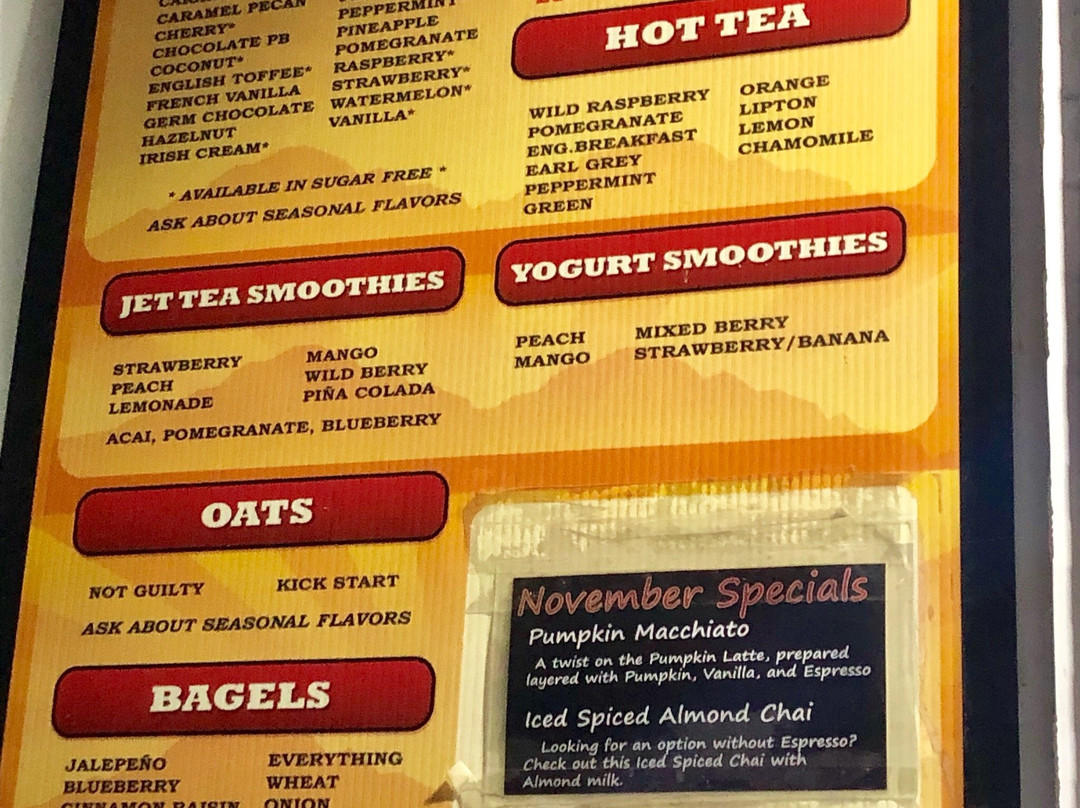 CARAMEL PECAN
CHERRY*
CHOCOLATE PB
COCONUT*
ENGLISH TOFFEE*
FRENCH VANILLA
GERM CHOCOLATE
HAZELNUT
IRISH CREAM*
PEPPERMINT
PINEAPPLE
POMEGRANATE
RASPBERRY*
STRAWBERRY*
WATERMELON*
VANILLA*
* AVAILABLE IN SUGAR FREE *
ASK ABOUT SEASONAL FLAVORS
HOT TEA
WILD RASPBERRY
POMEGRANATE
ENG.BREAKFAST
EARL GREY
PEPPERMINT
GREEN
ORANGE
LIPTON
LEMON
CHAMOMILE
JET TEA SMOOTHIES
STRAWBERRY
PEACH
LEMONADE
MANGO
WILD BERRY
PIÑA COLADA
ACAI, POMEGRANATE, BLUEBERRY
YOGURT SMOOTHIES
PEACH
MANGO
MIXED BERRY
STRAWBERRY/BANANA
OATS
NOT GUILTY
KICK START
ASK ABOUT SEASONAL FLAVORS
BAGELS
JALEPEÑO
BLUEBERRY
CINNAMON RAISIN
EVERYTHING
WHEAT
ONION
November Specials
Pumpkin Macchiato
A twist on the Pumpkin Latte, prepared
layered with Pumpkin, Vanilla, and Espresso
Iced Spiced Almond Chai
Looking for an option without Espresso?
Check out this Iced Spiced Chai with
Almond milk.